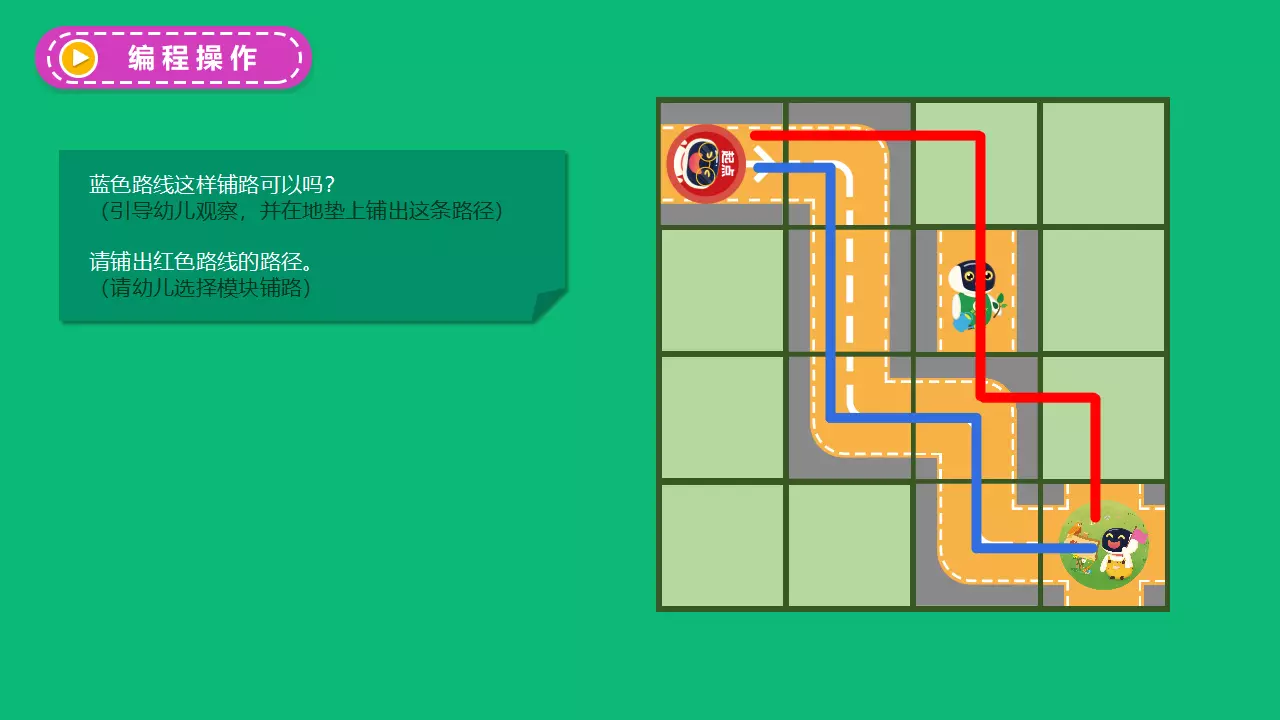 编程操作
蓝色路线这样铺路可以吗?
（引导幼儿观察，并在地垫上铺出这条路径）
请铺出红色路线的路径。
（请幼儿选择模块铺路）
起点